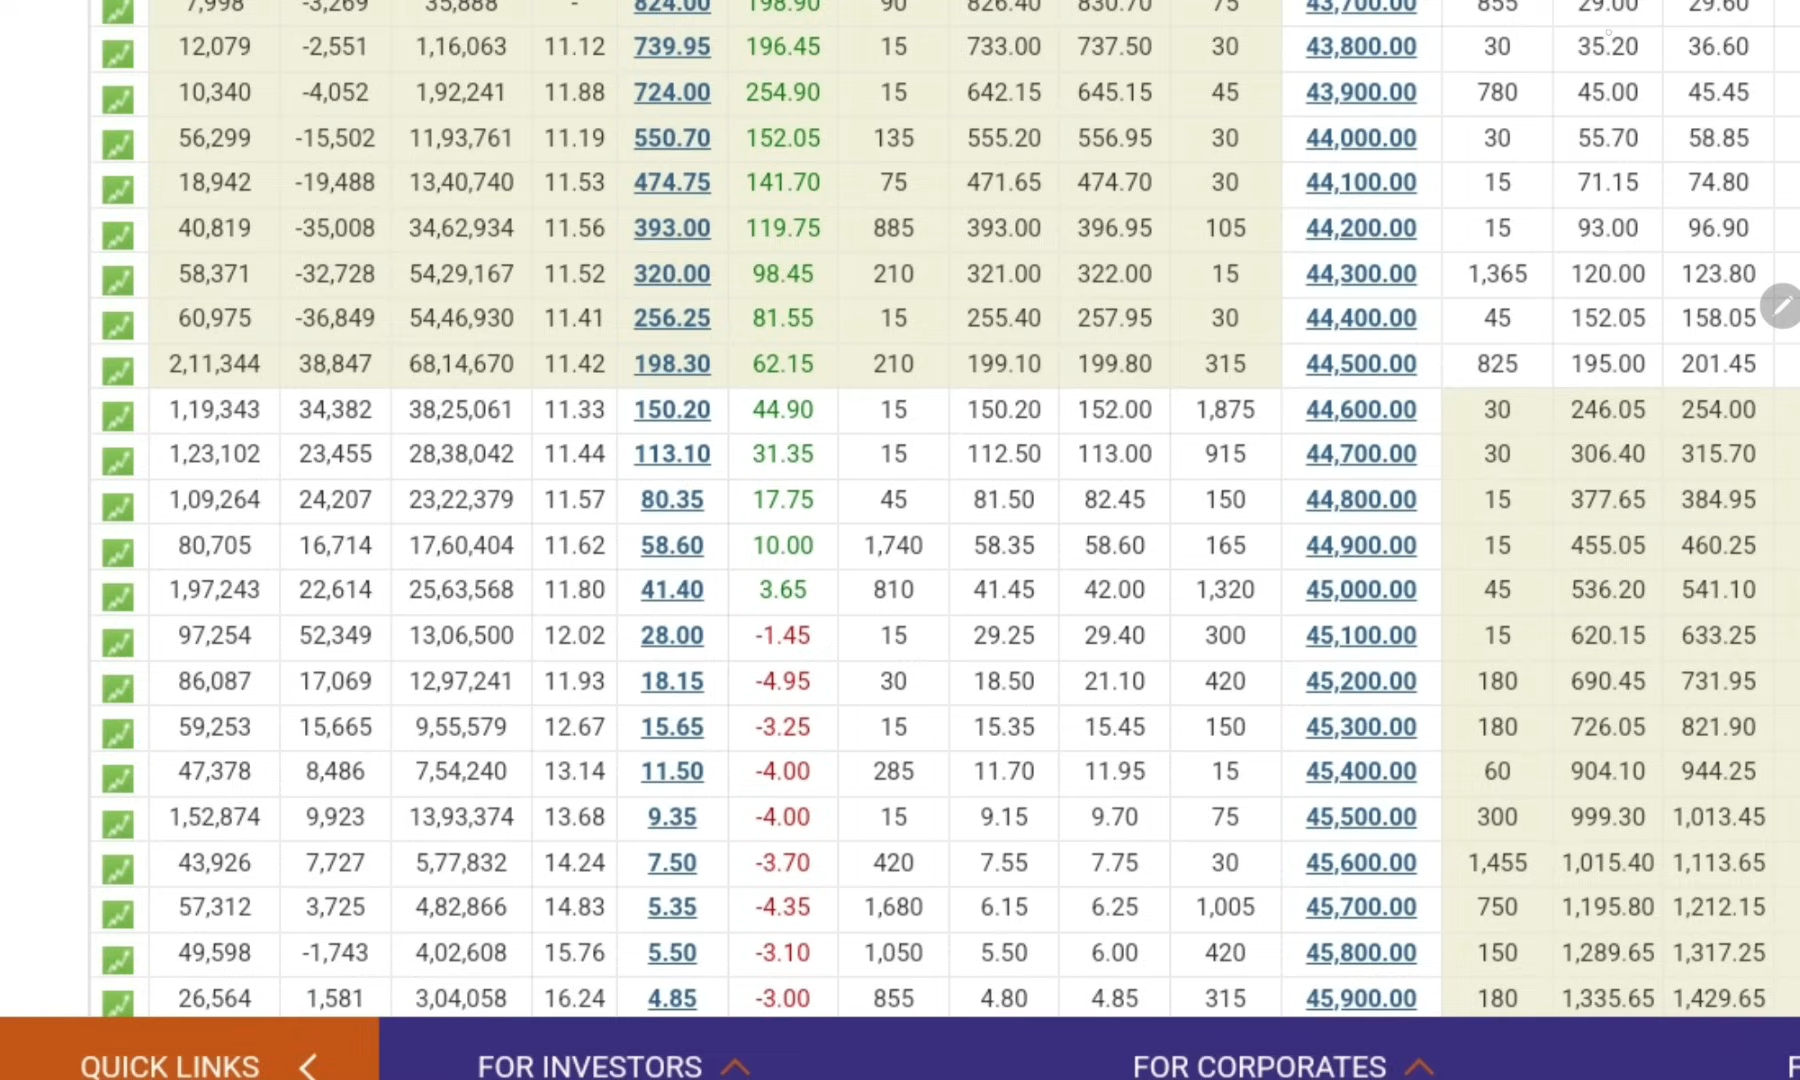 7,998 -3,269 35,888 - 824.00 198.90 90 826.40 830.70 75 43,700.00 855 29.00 29.60
12,079 -2,551 1,16,063 11.12 739.95 196.45 15 733.00 737.50 30 43,800.00 30 35.20 36.60
10,340 -4,052 1,92,241 11.88 724.00 254.90 15 642.15 645.15 45 43,900.00 780 45.00 45.45
56,299 -15,502 11,93,761 11.19 550.70 152.05 135 555.20 556.95 30 44,000.00 30 55.70 58.85
18,942 -19,488 13,40,740 11.53 474.75 141.70 75 471.65 474.70 30 44,100.00 15 71.15 74.80
40,819 -35,008 34,62,934 11.56 393.00 119.75 885 393.00 396.95 105 44,200.00 15 93.00 96.90
58,371 -32,728 54,29,167 11.52 320.00 98.45 210 321.00 322.00 15 44,300.00 1,365 120.00 123.80
60,975 -36,849 54,46,930 11.41 256.25 81.55 15 255.40 257.95 30 44,400.00 45 152.05 158.05
2,11,344 38,847 68,14,670 11.42 198.30 62.15 210 199.10 199.80 315 44,500.00 825 195.00 201.45
1,19,343 34,382 38,25,061 11.33 150.20 44.90 15 150.20 152.00 1,875 44,600.00 30 246.05 254.00
1,23,102 23,455 28,38,042 11.44 113.10 31.35 15 112.50 113.00 915 44,700.00 30 306.40 315.70
1,09,264 24,207 23,22,379 11.57 80.35 17.75 45 81.50 82.45 150 44,800.00 15 377.65 384.95
80,705 16,714 17,60,404 11.62 58.60 10.00 1,740 58.35 58.60 165 44,900.00 15 455.05 460.25
1,97,243 22,614 25,63,568 11.80 41.40 3.65 810 41.45 42.00 1,320 45,000.00 45 536.20 541.10
97,254 52,349 13,06,500 12.02 28.00 -1.45 15 29.25 29.40 300 45,100.00 15 620.15 633.25
86,087 17,069 12,97,241 11.93 18.15 -4.95 30 18.50 21.10 420 45,200.00 180 690.45 731.95
59,253 15,665 9,55,579 12.67 15.65 -3.25 15 15.35 15.45 150 45,300.00 180 726.05 821.90
47,378 8,486 7,54,240 13.14 11.50 -4.00 285 11.70 11.95 15 45,400.00 60 904.10 944.25
1,52,874 9,923 13,93,374 13.68 9.35 -4.00 15 9.15 9.70 75 45,500.00 300 999.30 1,013.45
43,926 7,727 5,77,832 14.24 7.50 -3.70 420 7.55 7.75 30 45,600.00 1,455 1,015.40 1,113.65
57,312 3,725 4,82,866 14.83 5.35 -4.35 1,680 6.15 6.25 1,005 45,700.00 750 1,195.80 1,212.15
49,598 -1,743 4,02,608 15.76 5.50 -3.10 1,050 5.50 6.00 420 45,800.00 150 1,289.65 1,317.25
26,564 1,581 3,04,058 16.24 4.85 -3.00 855 4.80 4.85 315 45,900.00 180 1,335.65 1,429.65
QUICK LINKS FOR INVESTORS FOR CORPORATES F